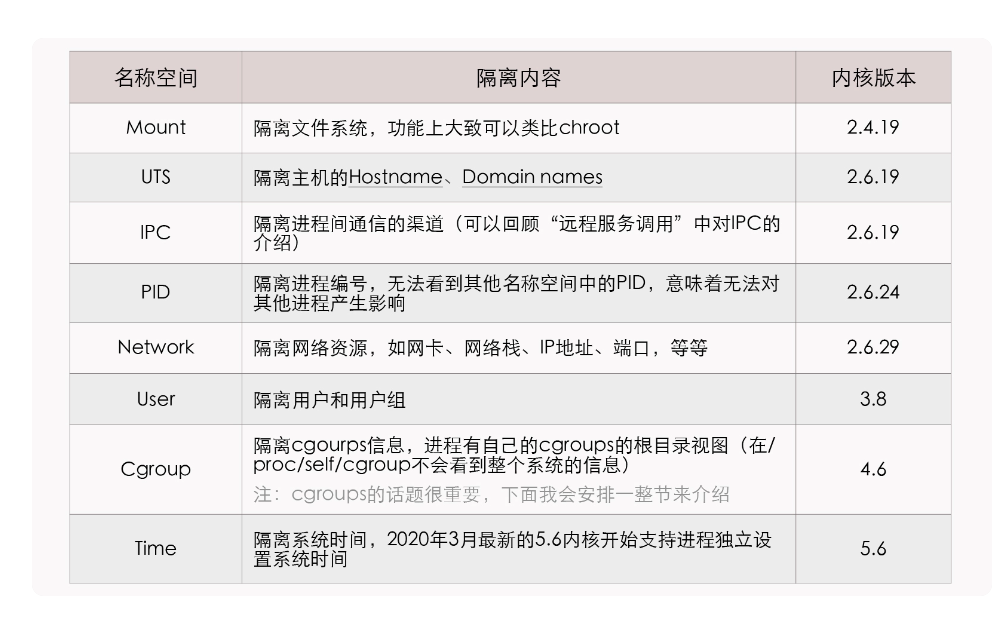 名称空间 隔离内容 内核版本
Mount 隔离文件系统，功能上大致可以类比chroot 2.4.19
UTS 隔离主机的Hostname、Domain names 2.6.19
IPC 隔离进程间通信的渠道（可以回顾“远程服务调用”中对IPC的 2.6.19
介绍）
PID 隔离进程编号，无法看到其他名称空间中的PID，意味着无法对 2.6.24
其他进程产生影响
Network 隔离网络资源，如网卡、网络栈、IP地址、端口，等等 2.6.29
User 隔离用户和用户组 3.8
Cgroup 隔离cgourps信息，进程有自己的cgroups的根目录视图（在/ 4.6
proc/self/cgroup不会看到整个系统的信息）
注：cgroups的话题很重要，下面我会安排一整节来介绍
Time 隔离系统时间，2020年3月最新的5.6内核开始支持进程独立设 5.6
置系统时间